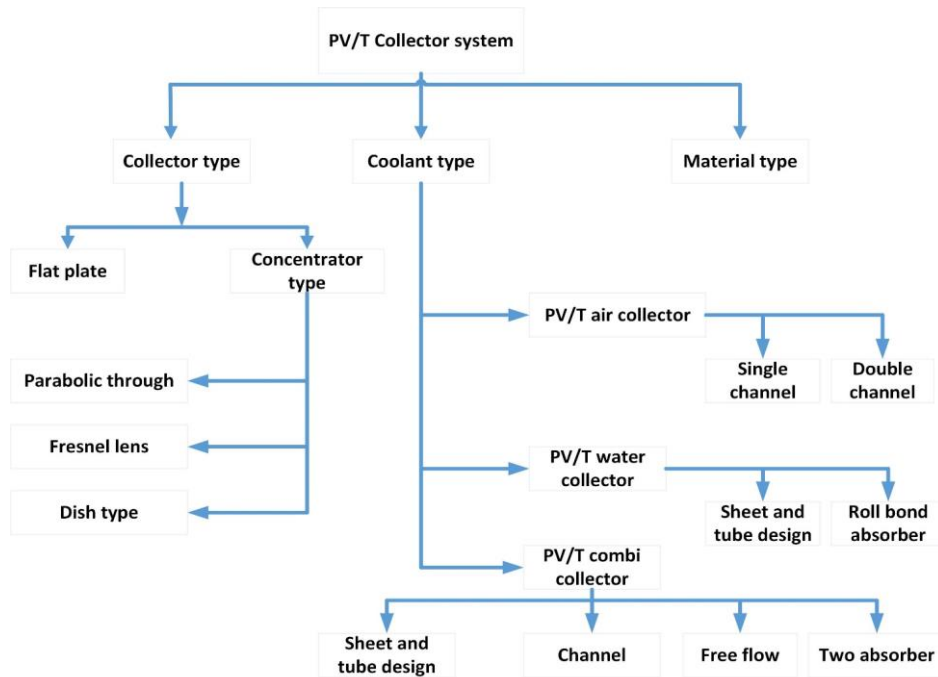 PV/T Collector system
Collector type
Coolant type
Material type
Flat plate
Concentrator
type
PV/T air collector
Single
channel
Double
channel
Parabolic through
Fresnel lens
Dish type
PV/T water
collector
Sheet and
tube design
Roll bond
absorber
PV/T combi
collector
Sheet and
tube design
Channel
Free flow
Two absorber